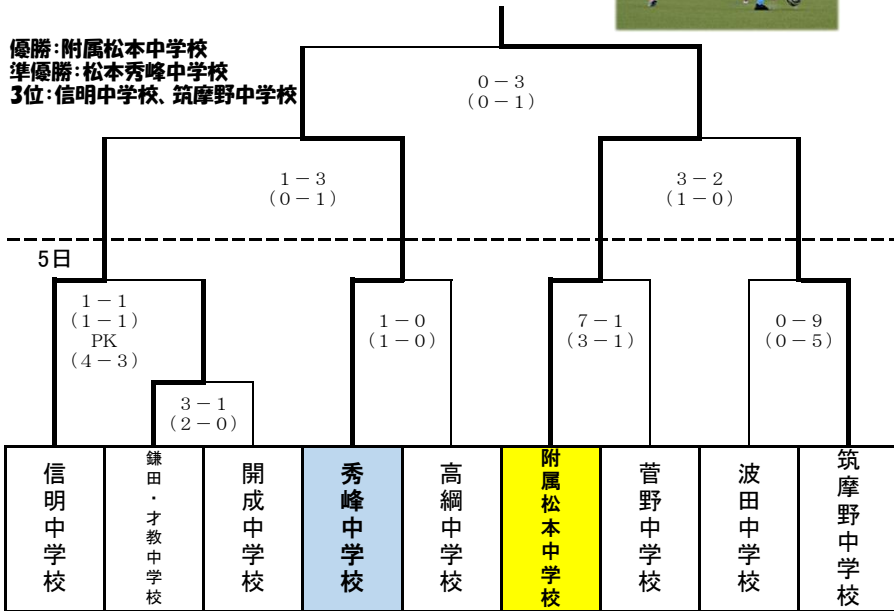 優勝：附属松本中学校
準優勝：松本秀峰中学校
3位：信明中学校、筑摩野中学校
0－3
（0－1）
1－3
（0－1）
3－2
（1－0）
5日
1－1
（1－1）
PK
（4－3）
1－0
（1－0）
7－1
（3－1）
0－9
（0－5）
3－1
（2－0）
信明中学校
鎌田・才教中学校
開成中学校
秀峰中学校
高綱中学校
附属松本中学校
菅野中学校
波田中学校
筑摩野中学校